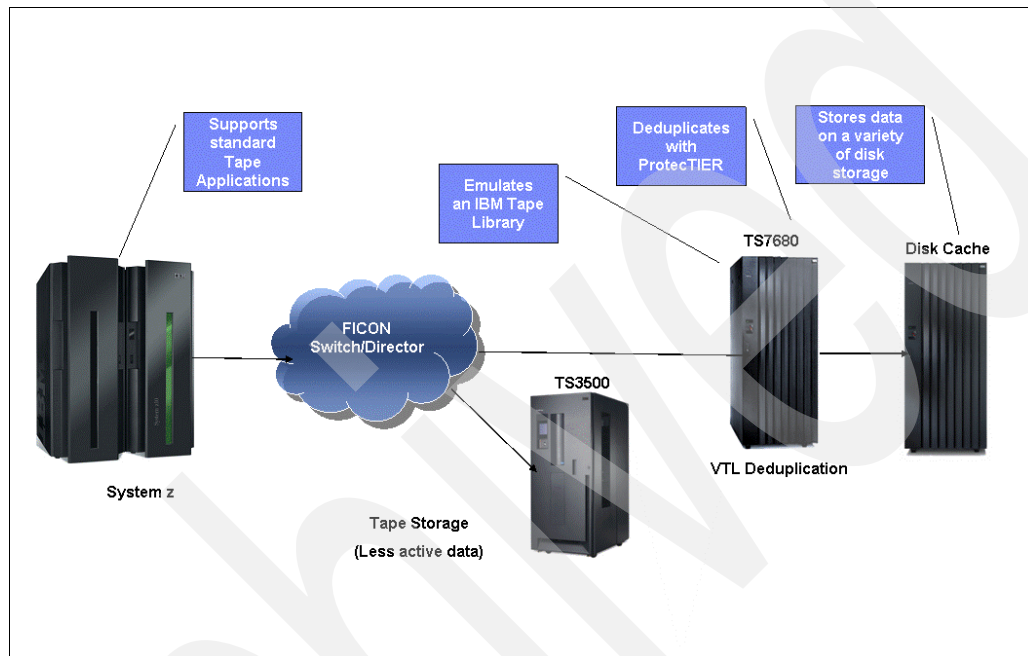 Supports
standard
Tape
Applications
Emulates
an IBM Tape
Library
Deduplicates
with
ProtecTIER
Stores data
on a variety
of disk
storage
TS7680
Disk Cache
FICON
Switch/Director
TS3500
VTL Deduplication
System z
Tape Storage
(Less active data)